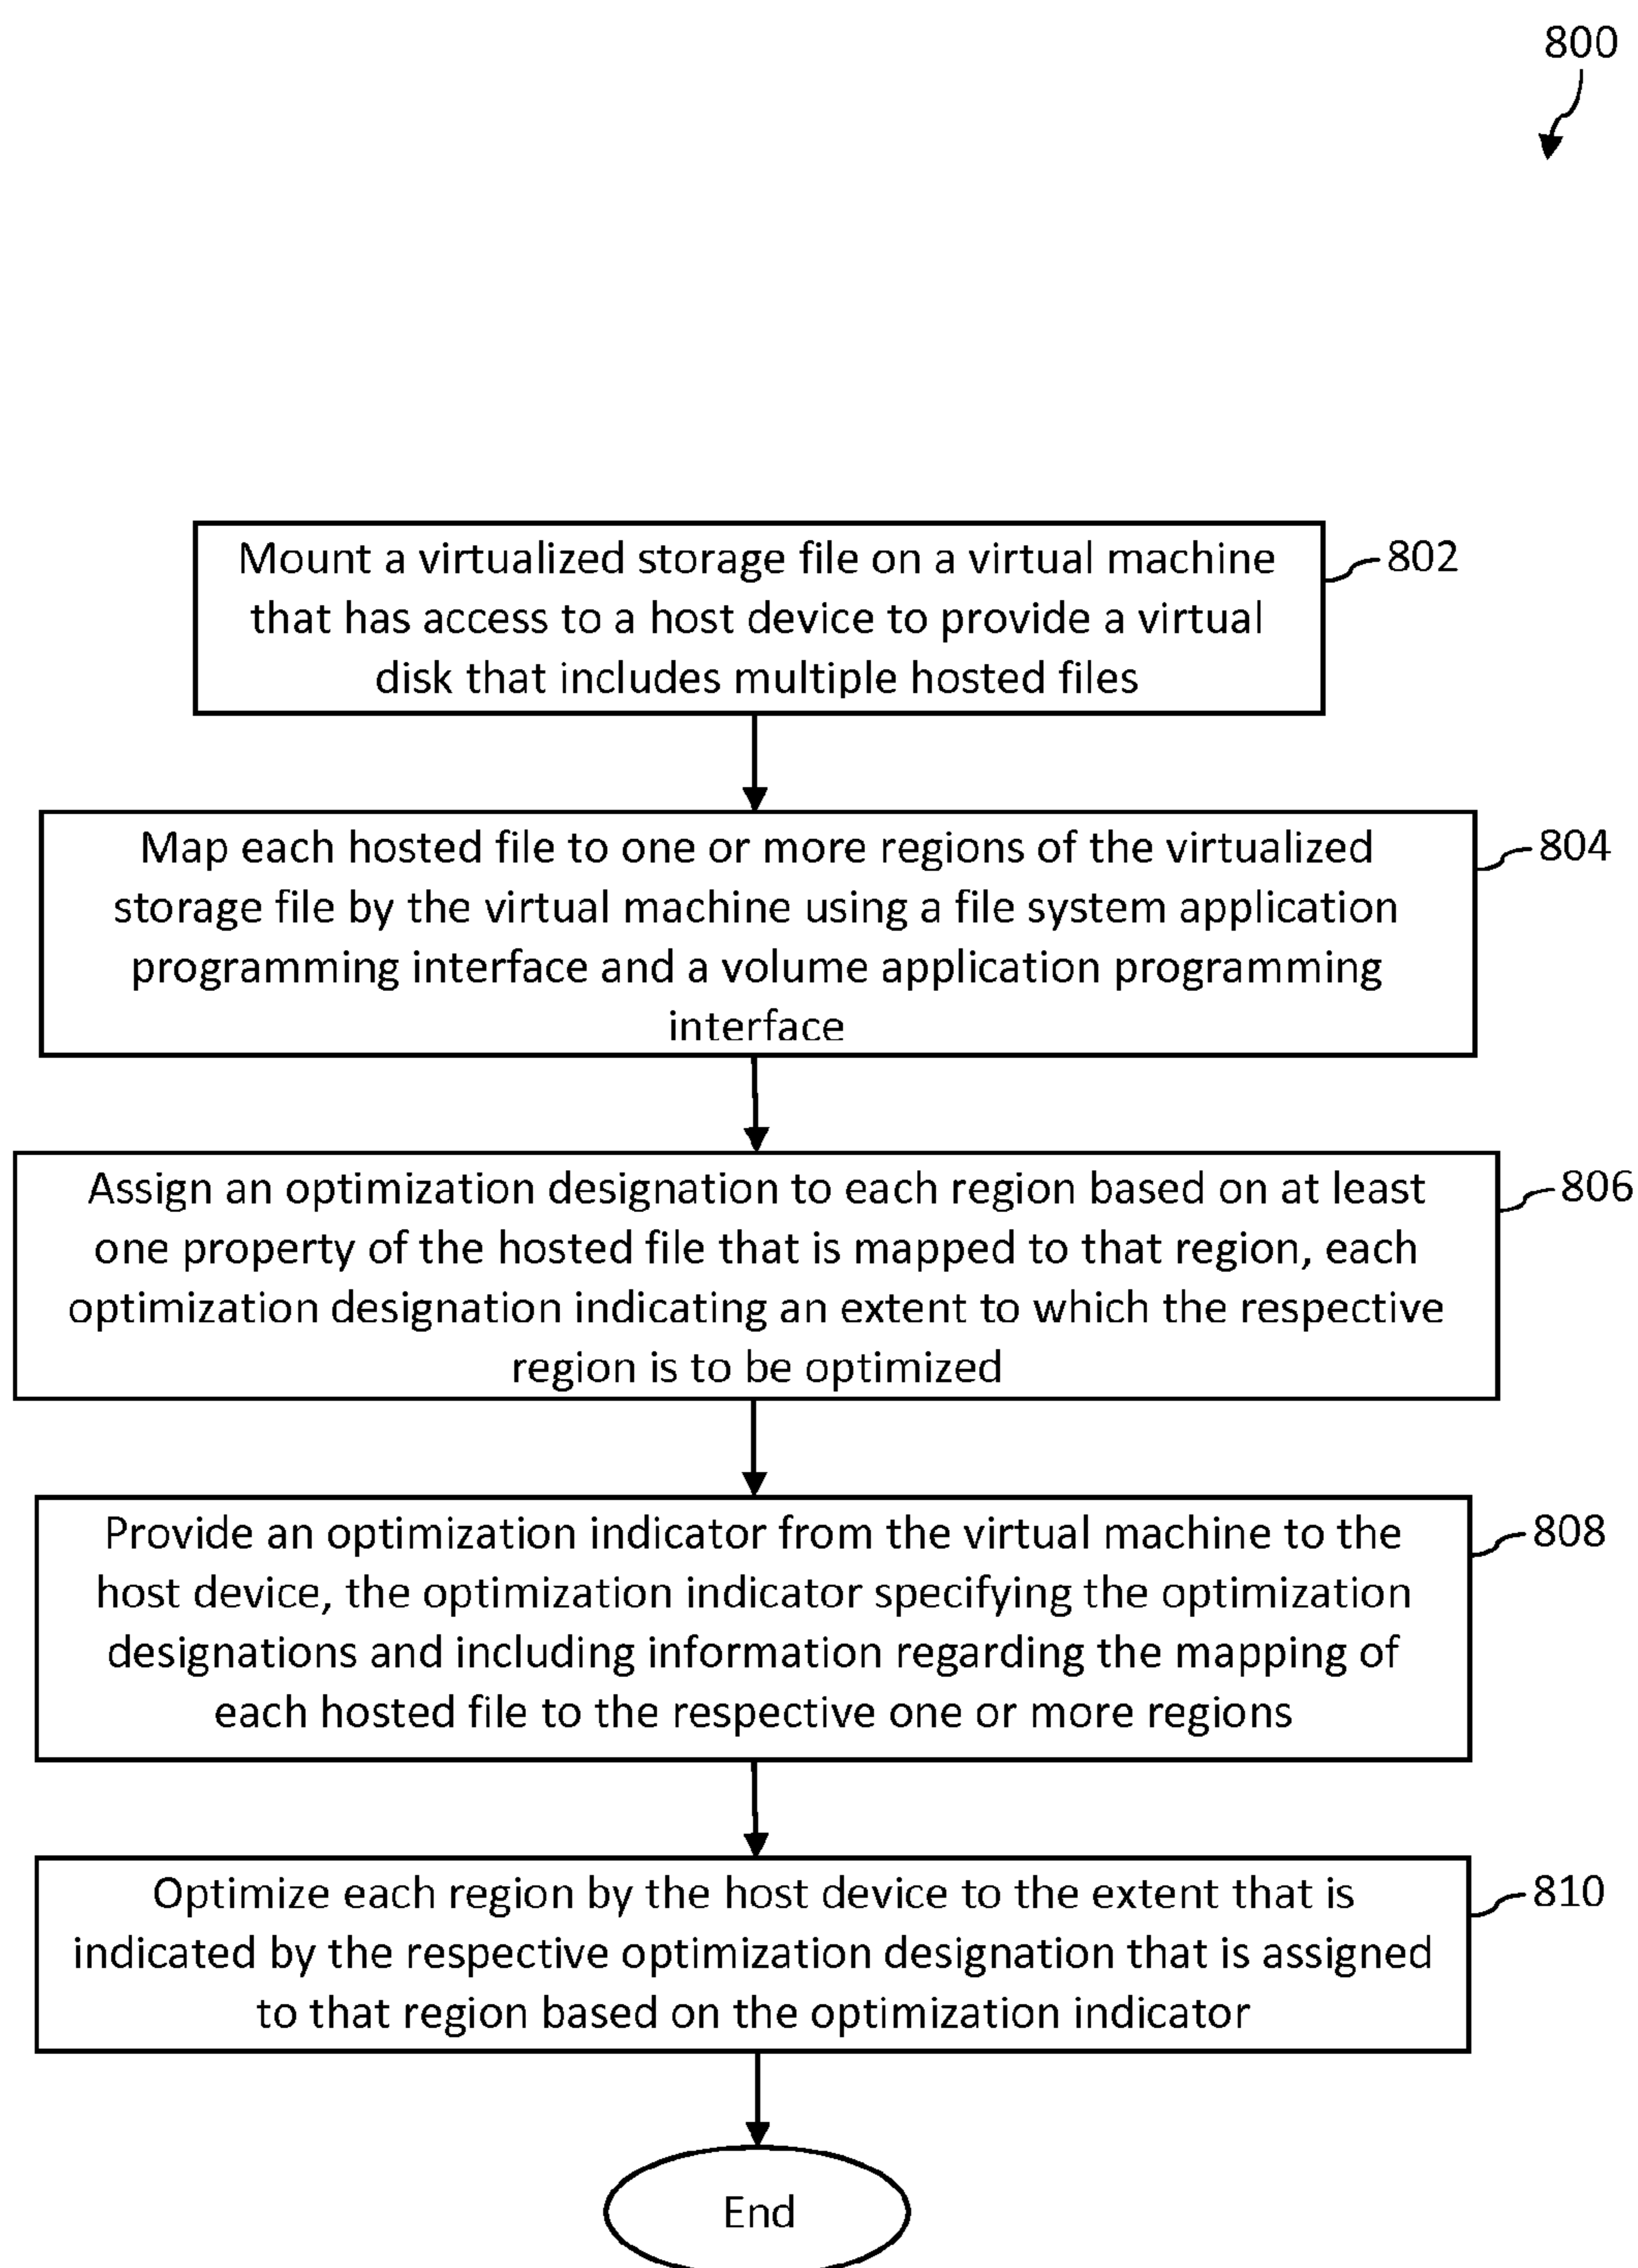 800
Mount a virtualized storage file on a virtual machine
that has access to a host device to provide a virtual
disk that includes multiple hosted files
802
Map each hosted file to one or more regions of the virtualized
storage file by the virtual machine using a file system application
programming interface and a volume application programming
interface
804
Assign an optimization designation to each region based on at least
one property of the hosted file that is mapped to that region, each
optimization designation indicating an extent to which the respective
region is to be optimized
806
Provide an optimization indicator from the virtual machine to the
host device, the optimization indicator specifying the optimization
designations and including information regarding the mapping of
each hosted file to the respective one or more regions
808
Optimize each region by the host device to the extent that is
indicated by the respective optimization designation that is assigned
to that region based on the optimization indicator
810
End